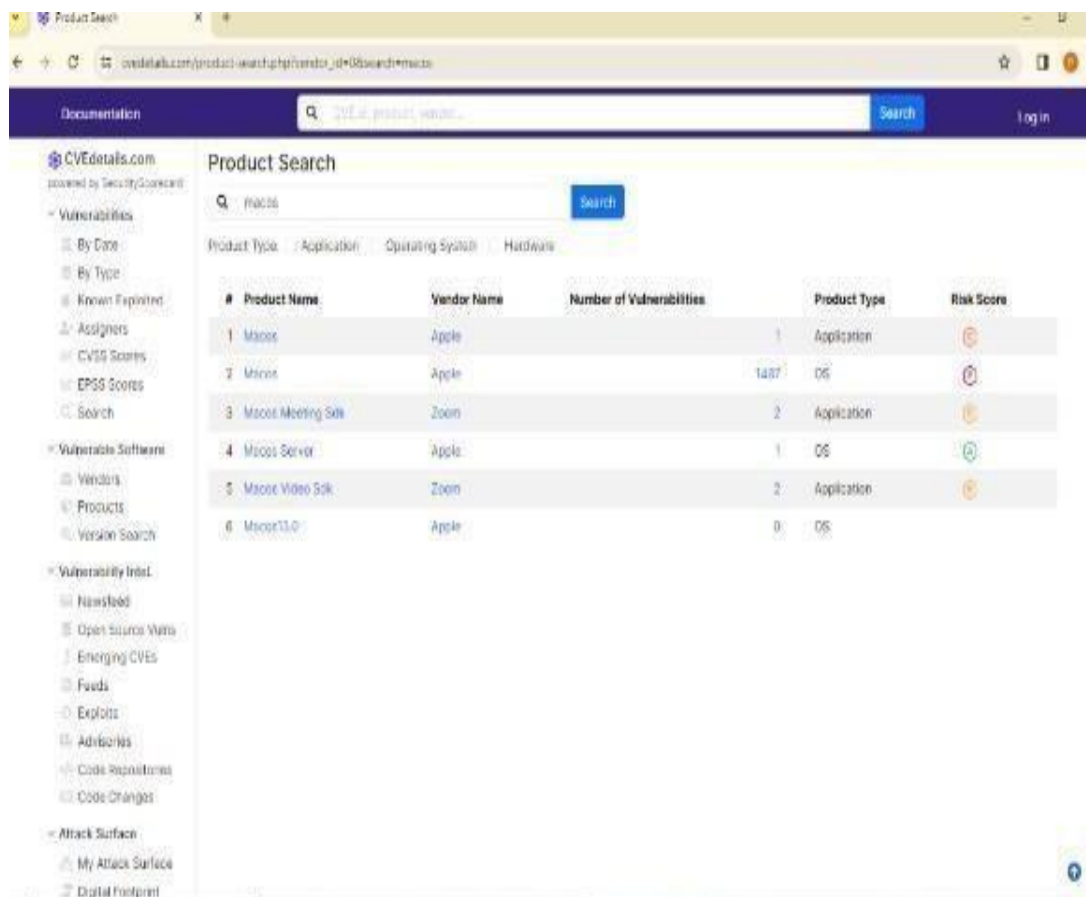 Product Search
Documentation
Search
Log in
CVEdetails.com
powered by SecurityScorecard
Vulnerabilities
By Date
By Type
Known Exploited
Assigners
CVSS Scores
EPSS Scores
Search
Vulnerable Software
Vendors
Products
Version Search
Vulnerability Intel.
Newsfeed
Open Source Vulns
Emerging CVEs
Feeds
Exploits
Advisories
Code Repositories
Code Changes
Attack Surface
My Attack Surface
Digital Footprint
Product Search
macos Search
Product Type: Application Operating System Hardware
# Product Name Vendor Name Number of Vulnerabilities Product Type Risk Score
1 Macos Apple 1 Application
2 Macos Apple OS F
3 Macos Meeting Sdk Zoom 2 Application
4 Macos Server Apple 1 OS A
5 Macos Video Sdk Zoom 2 Application
6 Macos13.0 Apple 0 OS